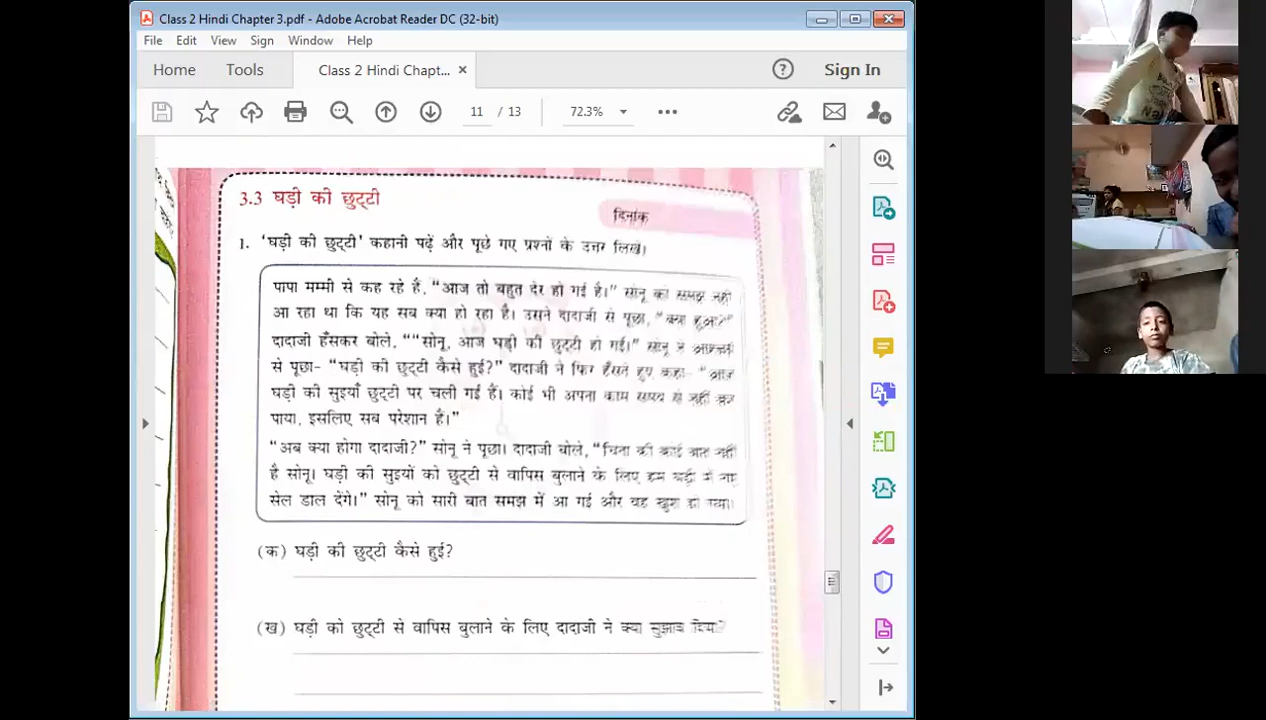 Class 2 Hindi Chapter 3.pdf - Adobe Acrobat Reader DC (32-bit)
File Edit View Sign Window Help
Home Tools Class 2 Hindi Chapt... × Sign In
11 / 13 72.3%
3.3 घड़ी की छुट्टी
दिनांक
1. ‘घड़ी की छुट्टी’ कहानी पढ़ें और पूछे गए प्रश्नों के उत्तर लिखें।
पापा मम्मी से कह रहे हैं, “आज तो बहुत देर हो गई है।” सोनू को समझ नहीं
आ रहा था कि यह सब क्या हो रहा है। उसने दादाजी से पूछा, “क्या हुआ?”
दादाजी हँसकर बोले, ““सोनू, आज घड़ी की छुट्टी हो गई।” सोनू ने आश्चर्य
से पूछा- “घड़ी की छुट्टी कैसे हुई?” दादाजी ने फिर हँसते हुए कहा- “आज
घड़ी की सुइयाँ छुट्टी पर चली गई हैं। कोई भी अपना काम समय से नहीं कर
पाया, इसलिए सब परेशान हैं।”
“अब क्या होगा दादाजी?” सोनू ने पूछा। दादाजी बोले, “चिंता की कोई बात नहीं
है सोनू। घड़ी की सुइयों को छुट्टी से वापिस बुलाने के लिए हम घड़ी में नए
सेल डाल देंगे।” सोनू को सारी बात समझ में आ गई और वह खुश हो गया।
(क) घड़ी की छुट्टी कैसे हुई?
(ख) घड़ी को छुट्टी से वापिस बुलाने के लिए दादाजी ने क्या सुझाव दिया?